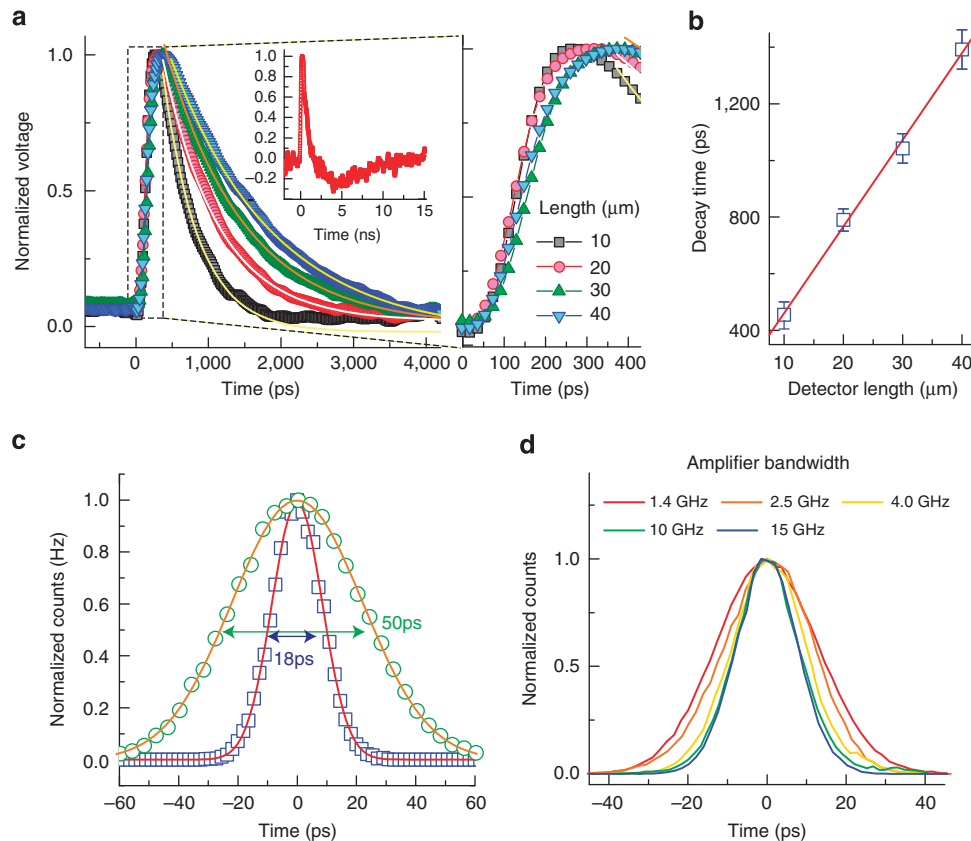 a
Normalized voltage
1.0
0.5
0.0
0
1,000
2,000
3,000
4,000
Time (ps)
1.0
0.8
0.6
0.4
0.2
0.0
−0.2
0
5
10
15
Time (ns)
Length (μm)
10
20
30
40
0
100
200
300
400
Time (ps)
b
Decay time (ps)
1,400
1,200
800
400
10
20
30
40
Detector length (μm)
c
Normalized counts (Hz)
1.0
0.8
0.6
0.4
0.2
0.0
50ps
18ps
−60
−40
−20
0
20
40
60
Time (ps)
d
Amplifier bandwidth
1.4 GHz
2.5 GHz
4.0 GHz
10 GHz
15 GHz
Normalized counts
1.0
0.5
0.0
−40
−20
0
20
40
Time (ps)